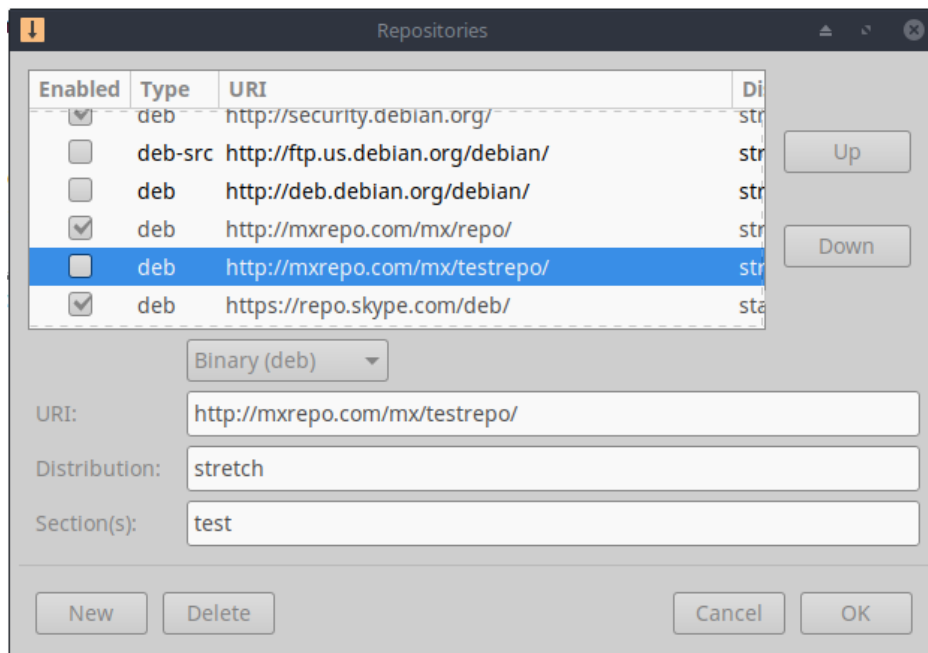 Repositories
Enabled Type URI
deb http://security.debian.org/
deb-src http://ftp.us.debian.org/debian/
deb http://deb.debian.org/debian/
deb http://mxrepo.com/mx/repo/
deb http://mxrepo.com/mx/testrepo/
deb https://repo.skype.com/deb/
Up
Down
Binary (deb)
URI: http://mxrepo.com/mx/testrepo/
Distribution: stretch
Section(s): test
New Delete Cancel OK